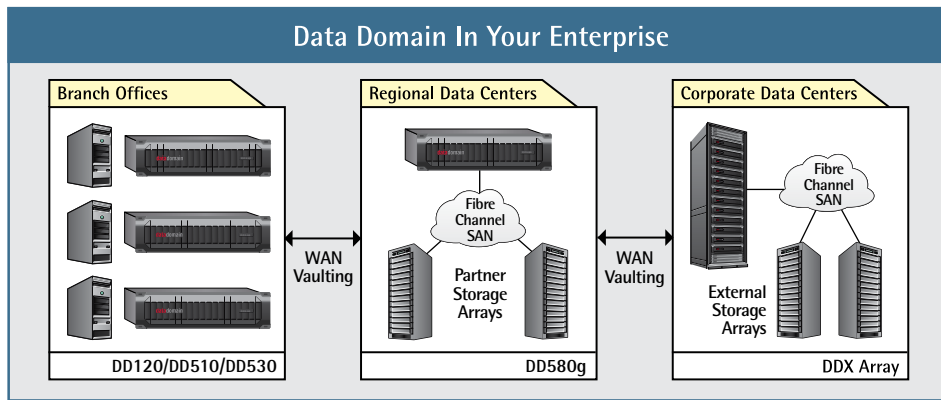 Data Domain In Your Enterprise
Branch Offices
DD120/DD510/DD530
WAN
Vaulting
Regional Data Centers
Fibre
Channel
SAN
Partner
Storage
Arrays
DD580g
WAN
Vaulting
Corporate Data Centers
Fibre
Channel
SAN
External
Storage
Arrays
DDX Array